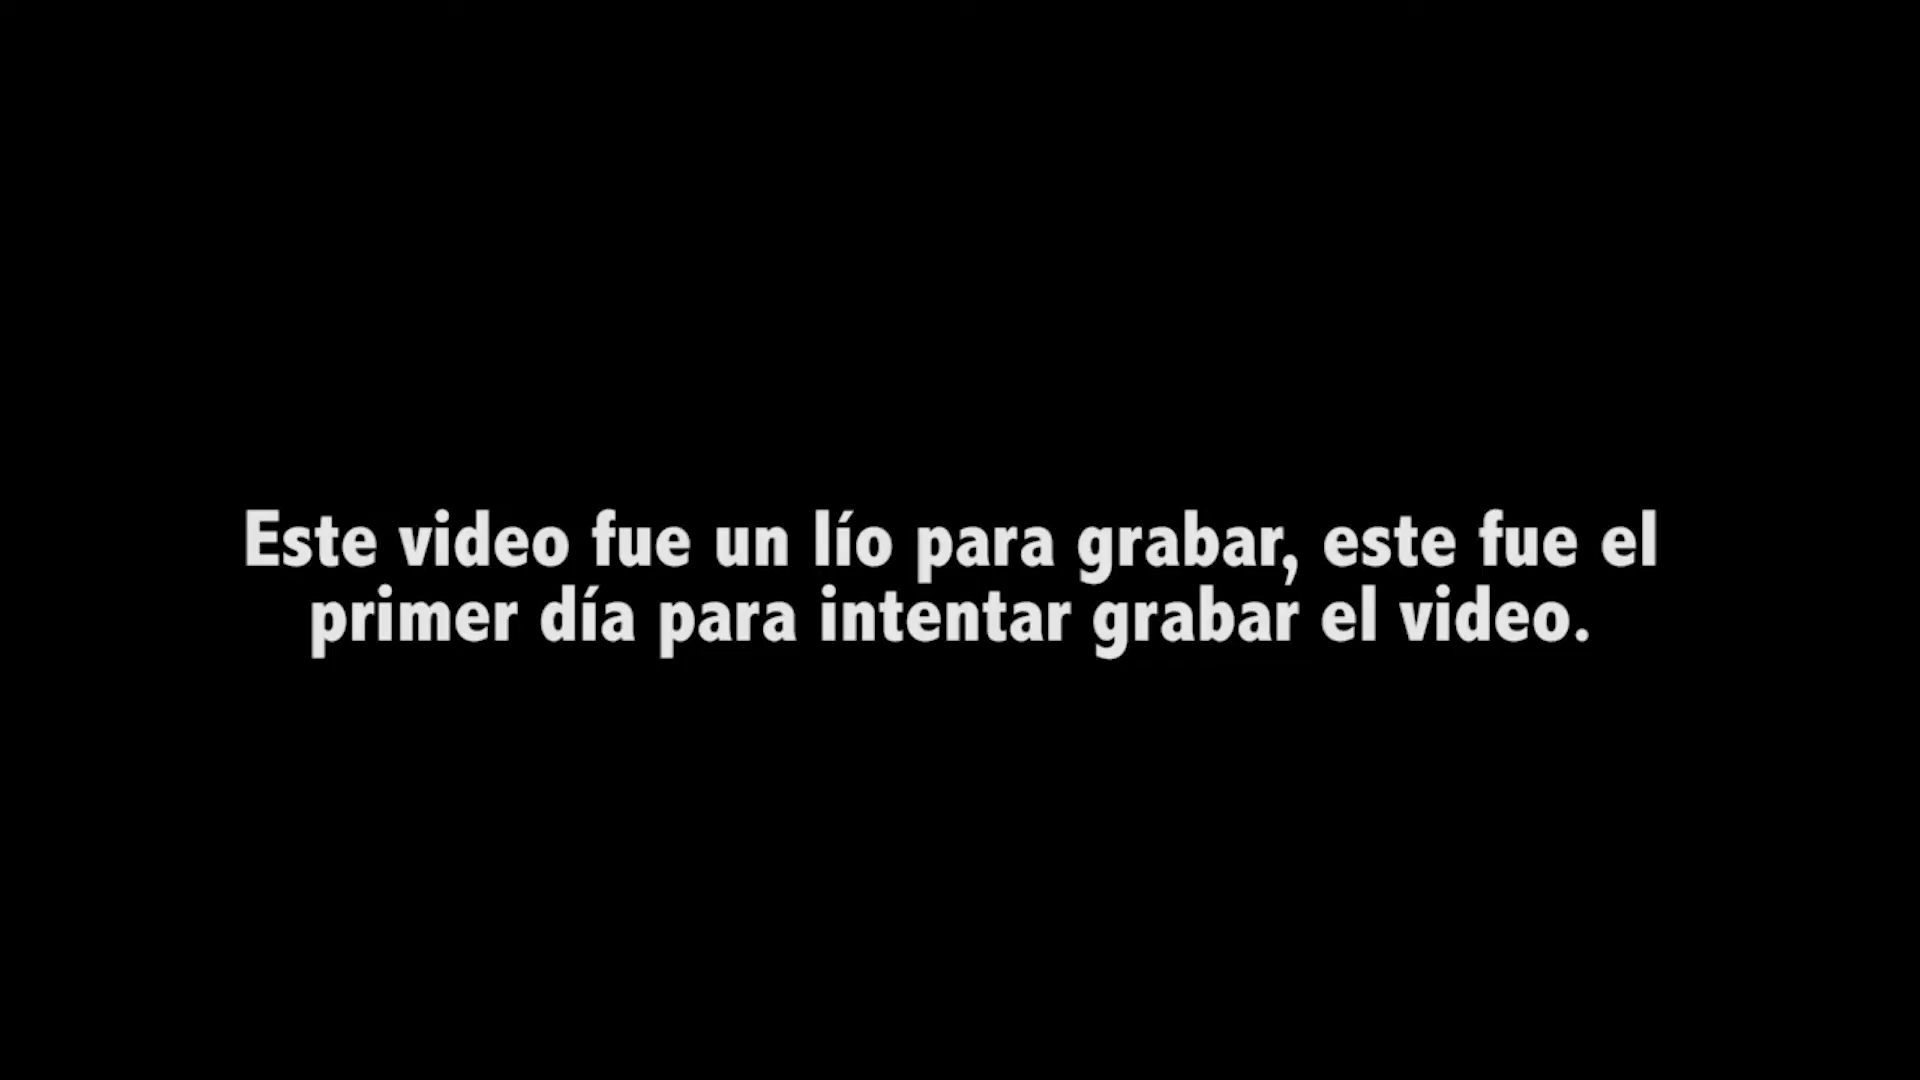 Este video fue un lío para grabar, este fue el
primer día para intentar grabar el video.